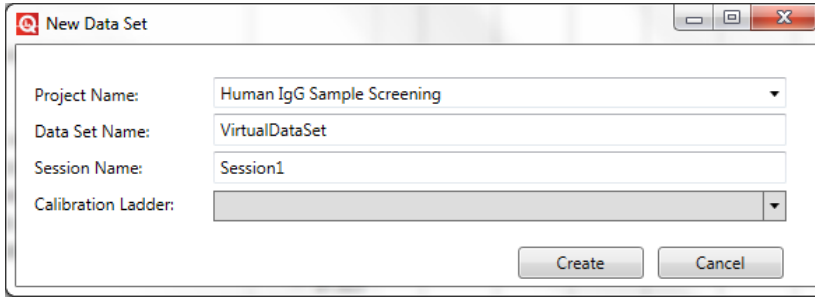 New Data Set
Project Name: Human IgG Sample Screening
Data Set Name: VirtualDataSet
Session Name: Session1
Calibration Ladder:
Create Cancel